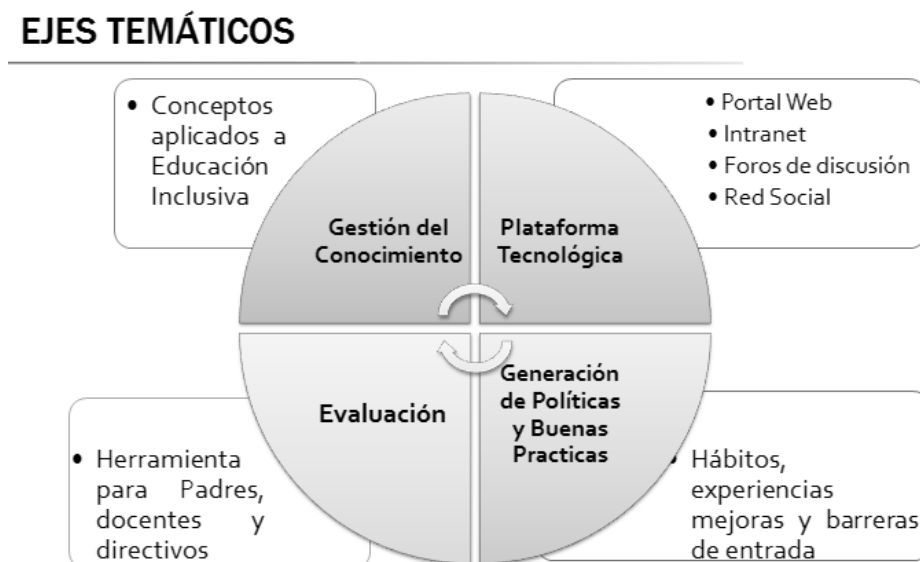 EJES TEMÁTICOS
• Conceptos
aplicados a
Educación
Inclusiva
• Portal Web
• Intranet
• Foros de discusión
• Red Social
Gestión del
Conocimiento
Plataforma
Tecnológica
Evaluación
Generación
de Políticas
y Buenas
Practicas
• Herramienta
para Padres,
docentes y
directivos
• Hábitos,
experiencias
mejoras y barreras
de entrada